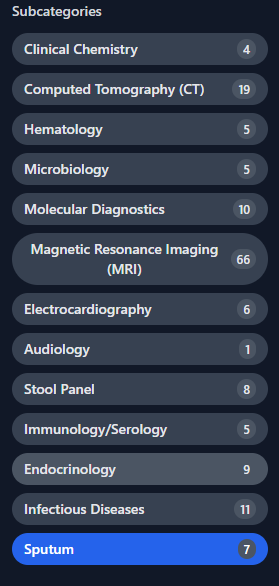 Subcategories
Clinical Chemistry 4
Computed Tomography (CT) 19
Hematology 5
Microbiology 5
Molecular Diagnostics 10
Magnetic Resonance Imaging
(MRI) 66
Electrocardiography 6
Audiology 1
Stool Panel 8
Immunology/Serology 5
Endocrinology 9
Infectious Diseases 11
Sputum 7